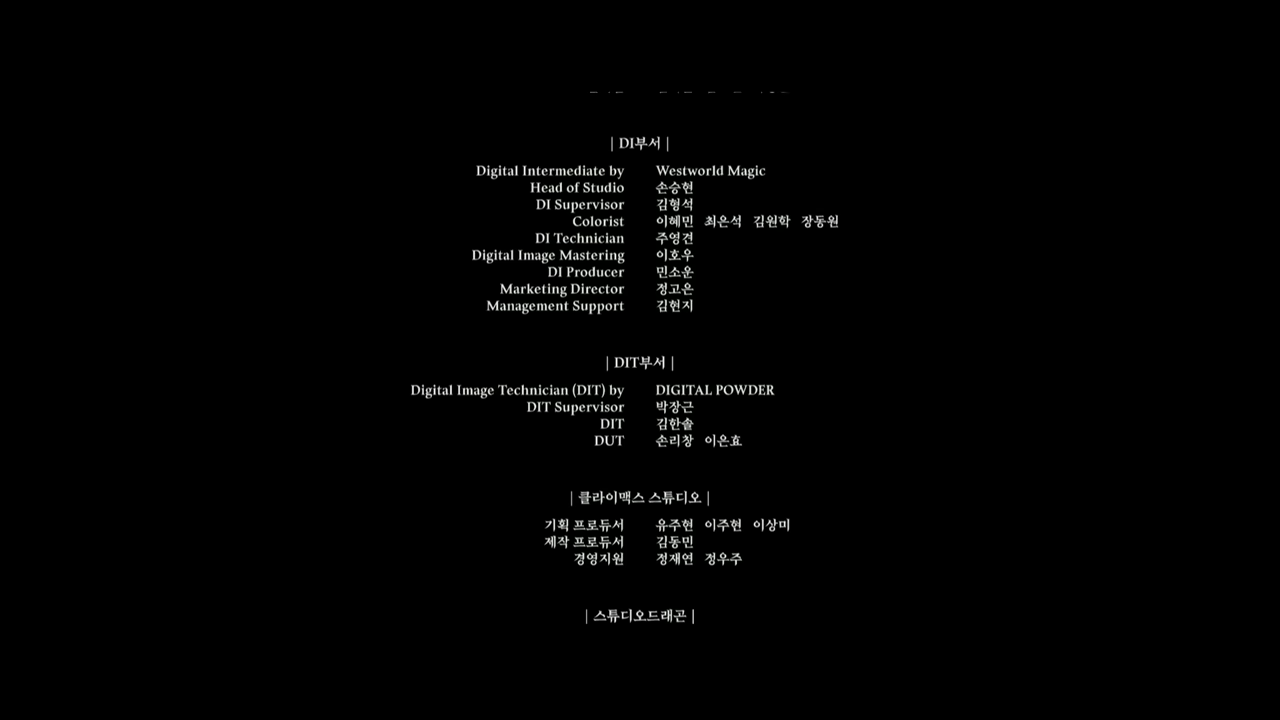 | DI부서 |
Digital Intermediate by Westworld Magic
Head of Studio 손승현
DI Supervisor 김형석
Colorist 이혜민 최은석 김원학 장동원
DI Technician 주영견
Digital Image Mastering 이호우
DI Producer 민소운
Marketing Director 정고은
Management Support 김현지
| DIT부서 |
Digital Image Technician (DIT) by DIGITAL POWDER
DIT Supervisor 박장근
DIT 김한솔
DUT 손리창 이은효
| 클라이맥스 스튜디오 |
기획 프로듀서 유주현 이주현 이상미
제작 프로듀서 김동민
경영지원 정재연 정우주
| 스튜디오드래곤 |